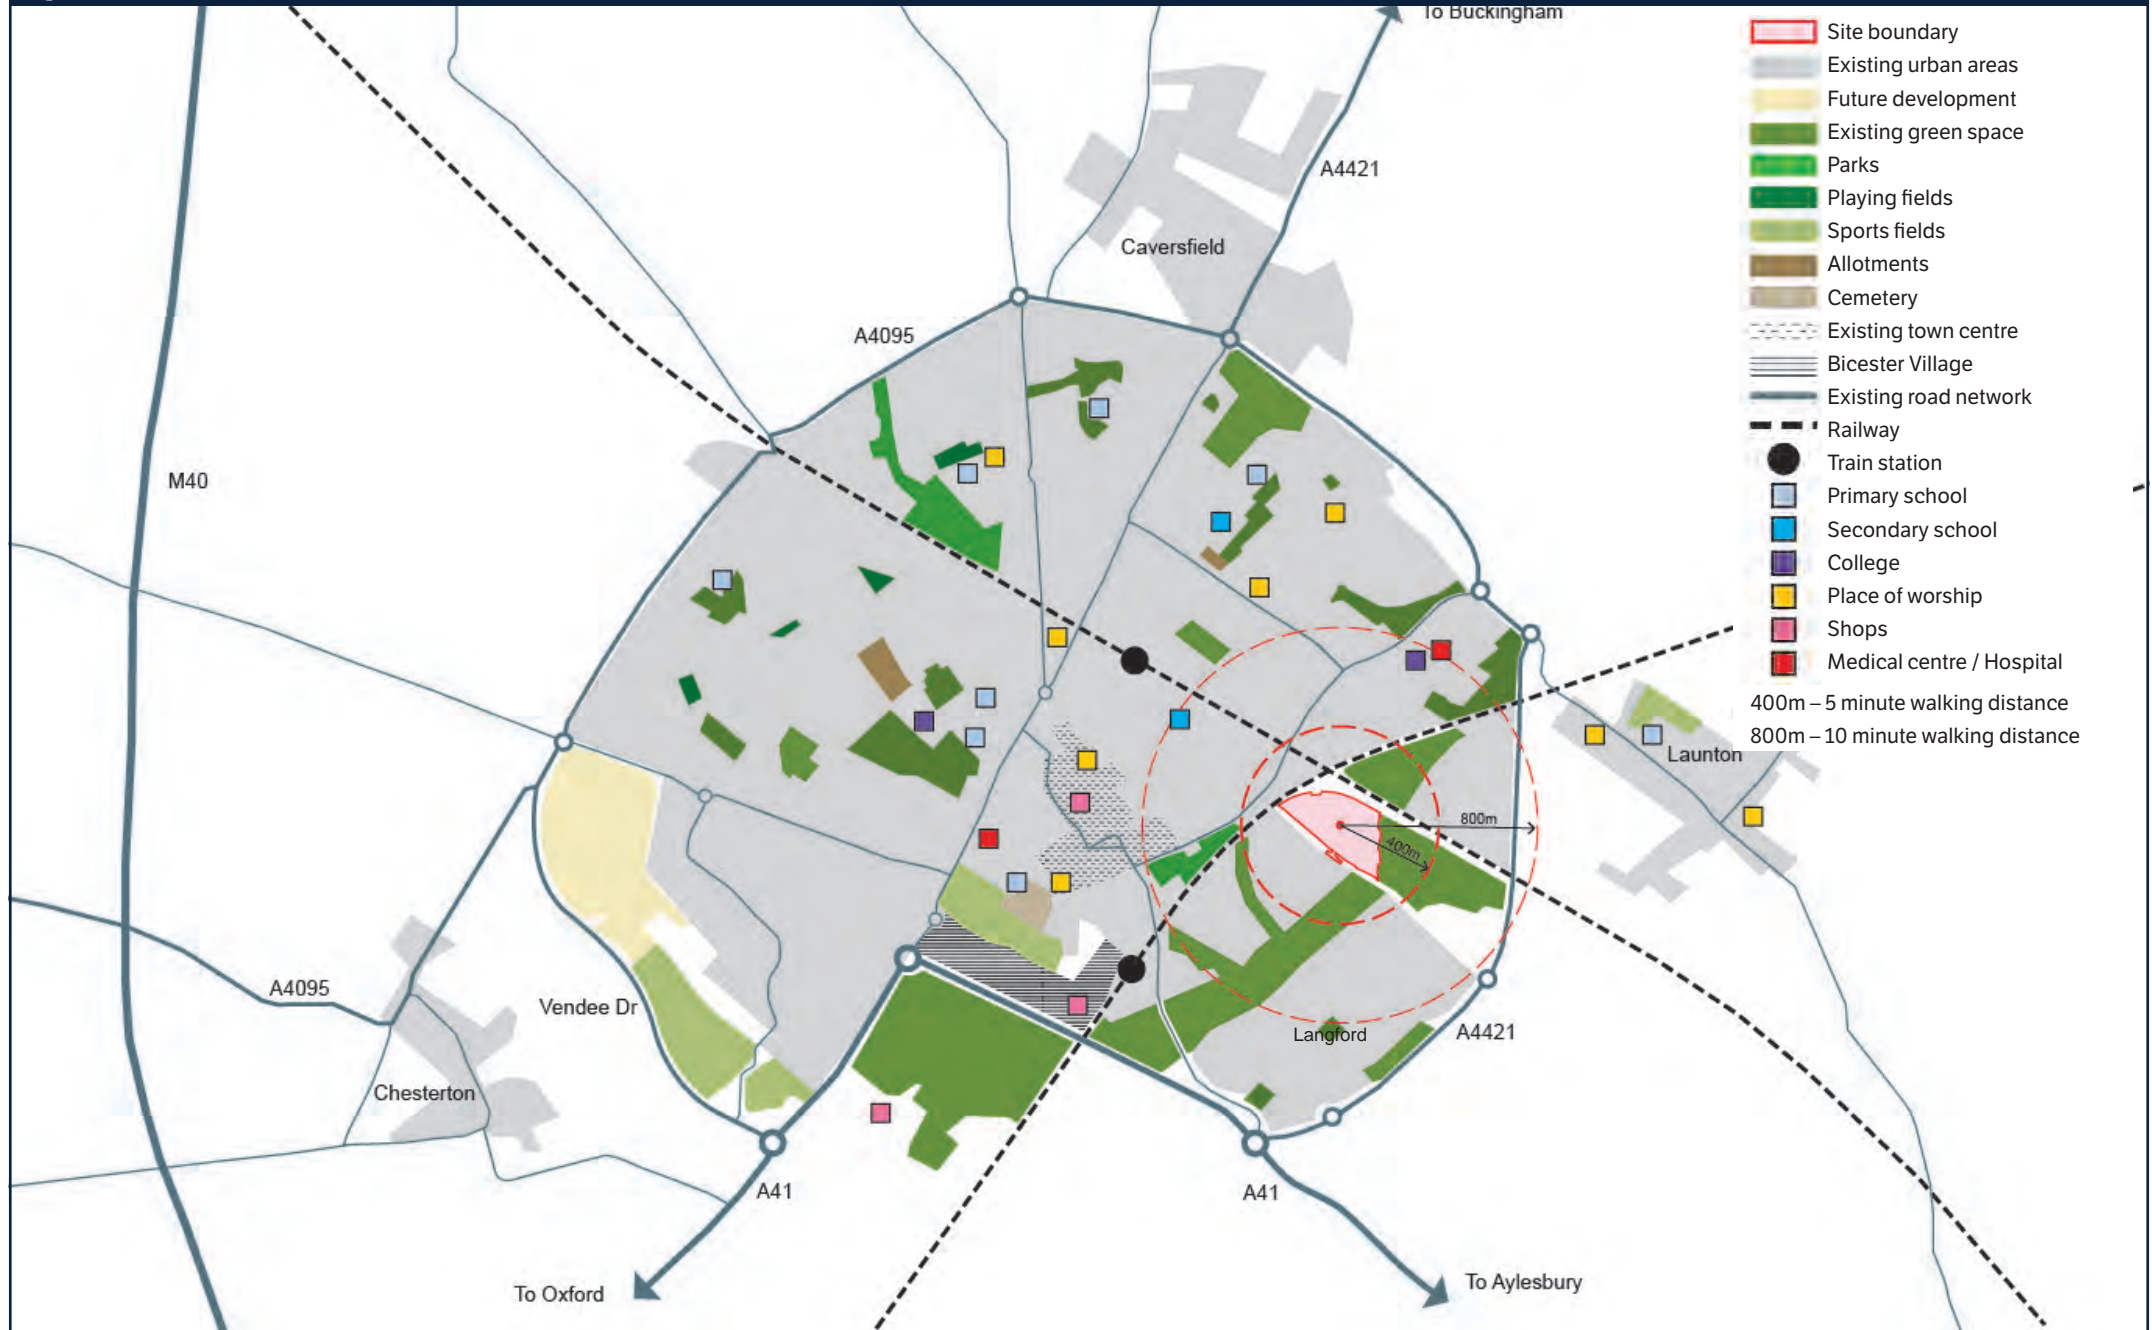 To Buckingham
A4421
Caversfield
A4095
M40
Launton
800m
400m
A4095
Vendee Dr
Langford
A4421
Chesterton
A41
A41
To Oxford
To Aylesbury
Site boundary
Existing urban areas
Future development
Existing green space
Parks
Playing fields
Sports fields
Allotments
Cemetery
Existing town centre
Bicester Village
Existing road network
Railway
Train station
Primary school
Secondary school
College
Place of worship
Shops
Medical centre / Hospital
400m – 5 minute walking distance
800m – 10 minute walking distance